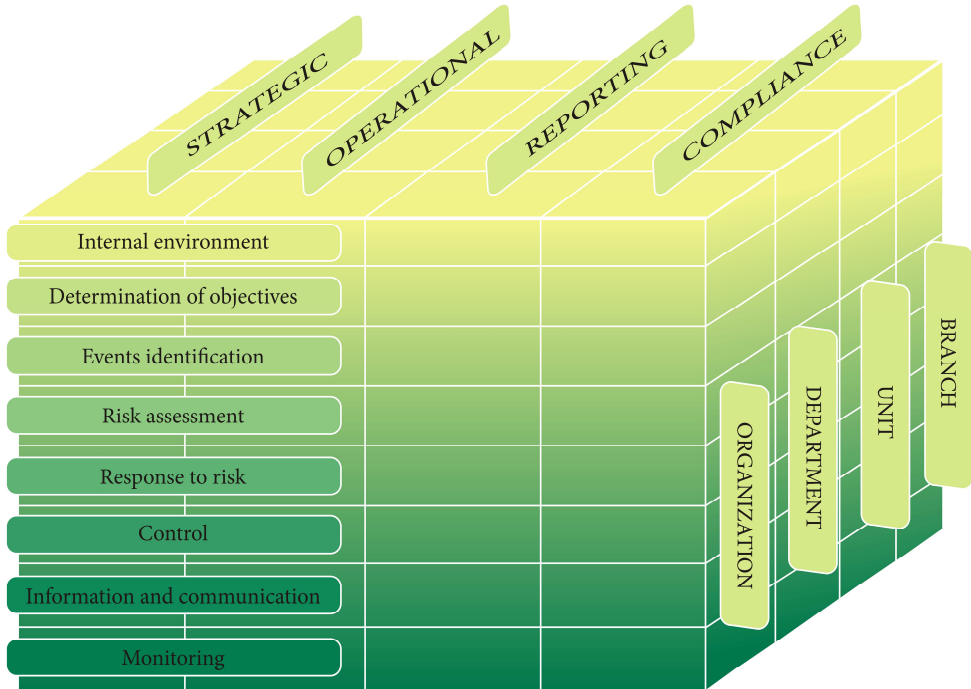 STRATEGIC
OPERATIONAL
REPORTING
COMPLIANCE
Internal environment
Determination of objectives
Events identification
Risk assessment
Response to risk
Control
Information and communication
Monitoring
ORGANIZATION
DEPARTMENT
UNIT
BRANCH